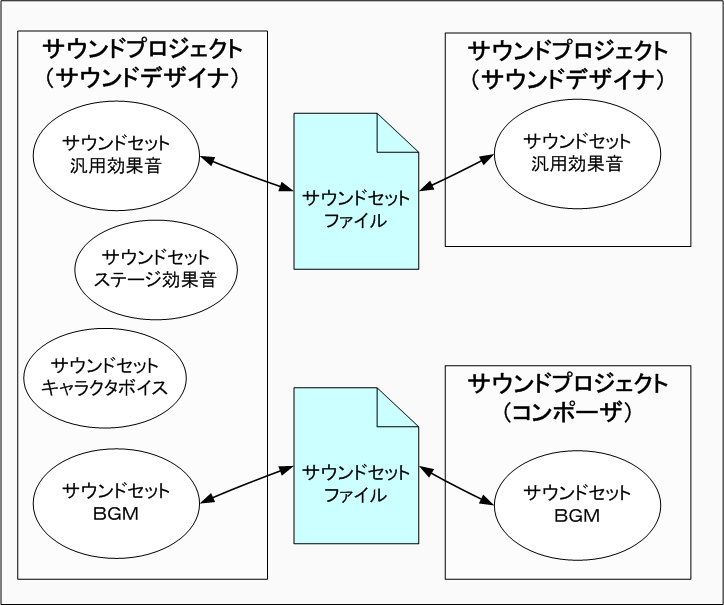 サウンドプロジェクト
（サウンドデザイナ）
サウンドセット
汎用効果音
サウンドセット
ステージ効果音
サウンドセット
キャラクタボイス
サウンドセット
BGM
サウンドセット
ファイル
サウンドセット
ファイル
サウンドプロジェクト
（サウンドデザイナ）
サウンドセット
汎用効果音
サウンドプロジェクト
（コンポーザ）
サウンドセット
BGM